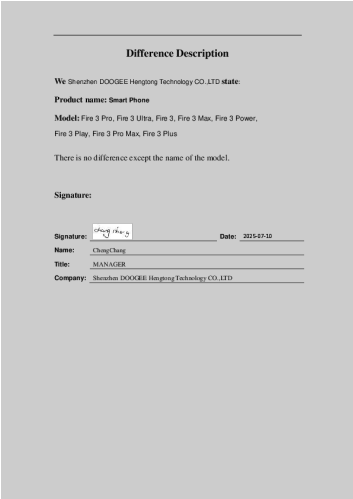 Difference Description
We Shenzhen DOOGEE Hengtong Technology CO.,LTD state:
Product name: Smart Phone
Model: Fire 3 Pro, Fire 3 Ultra, Fire 3, Fire 3 Max, Fire 3 Power,
Fire 3 Play, Fire 3 Pro Max, Fire 3 Plus
There is no difference except the name of the model.
Signature:
Signature: chang cheng Date: 2025-07-10
Name: ChengChang
Title: MANAGER
Company: Shenzhen DOOGEE Hengtong Technology CO.,LTD